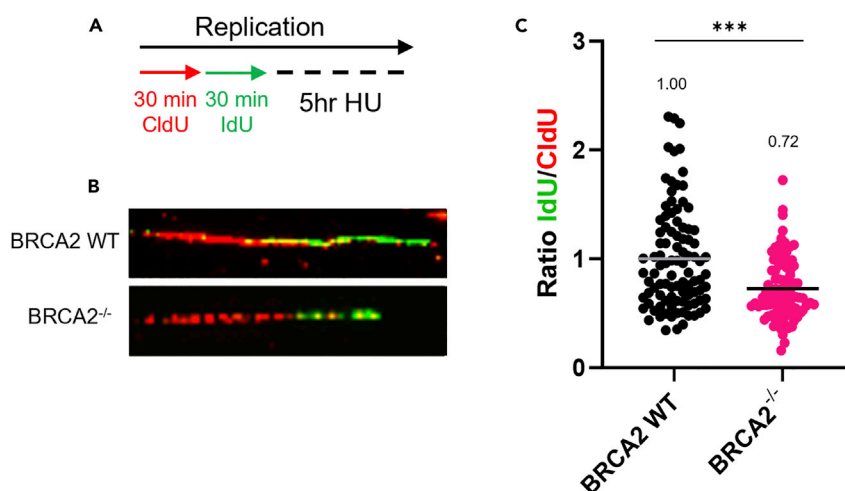 A
Replication
30 min 30 min 5hr HU
CldU IdU
B
BRCA2 WT
BRCA2-/-
C
***
3
1.00
0.72
2
1
0
Ratio IdU/CldU
BRCA2 WT
BRCA2-/-